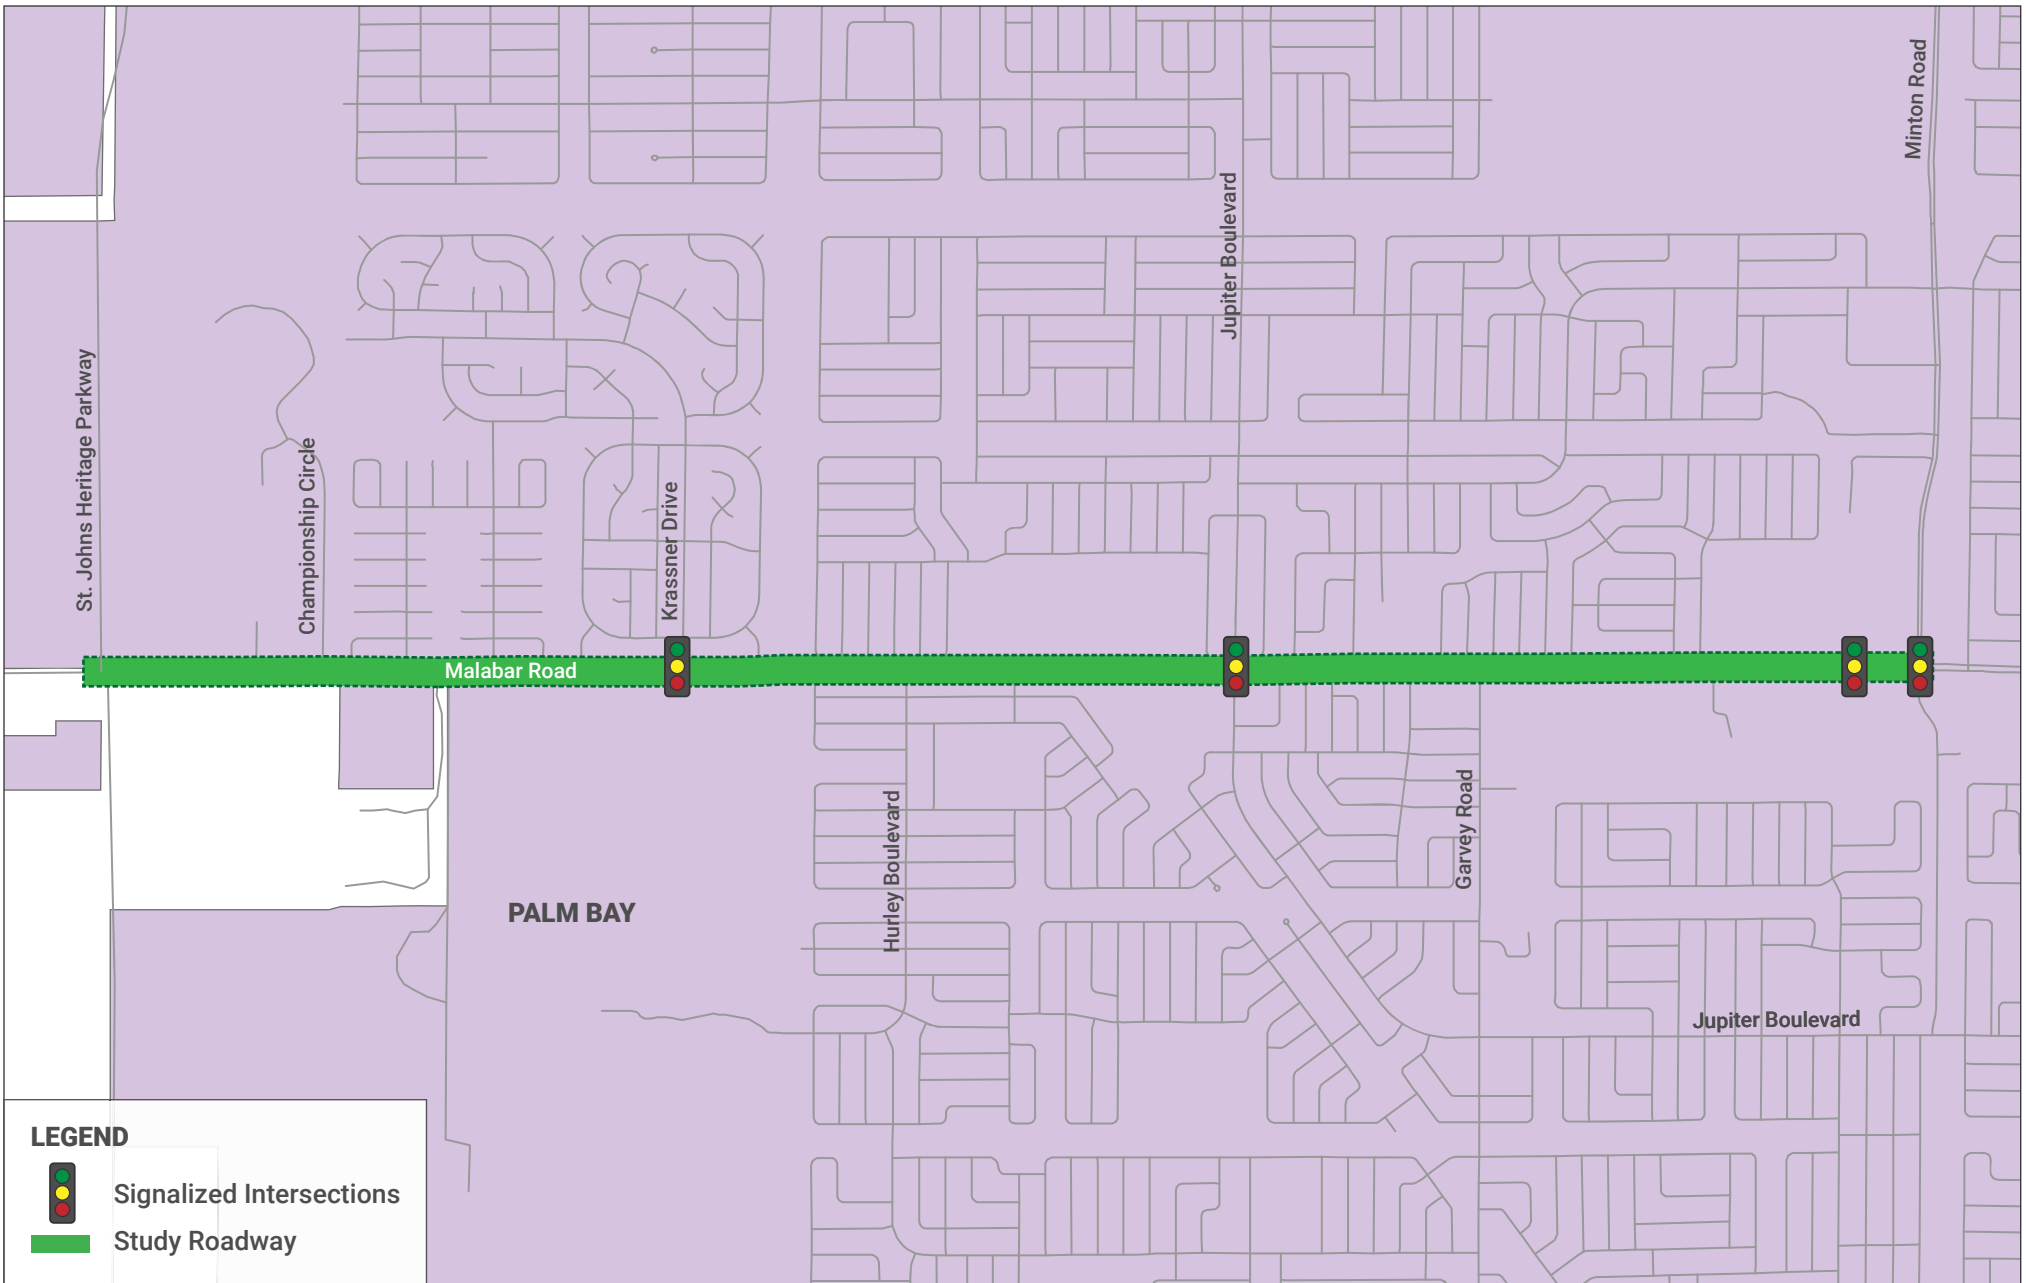 Minton Road
Jupiter Boulevard
St. Johns Heritage Parkway
Championship Circle
Krassner Drive
Malabar Road
Hurley Boulevard
Garvey Road
PALM BAY
Jupiter Boulevard
LEGEND
Signalized Intersections
Study Roadway